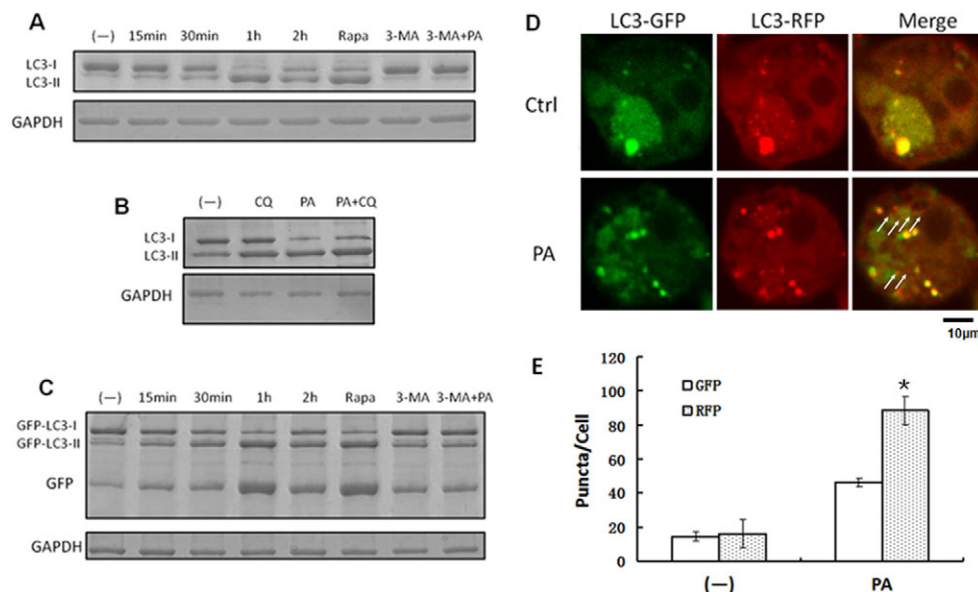 A
(—) 15min 30min 1h 2h Rapa 3-MA 3-MA+PA
LC3-I
LC3-II
GAPDH
B
(—) CQ PA PA+CQ
LC3-I
LC3-II
GAPDH
C
(—) 15min 30min 1h 2h Rapa 3-MA 3-MA+PA
GFP-LC3-I
GFP-LC3-II
GFP
GAPDH
D
LC3-GFP LC3-RFP Merge
Ctrl
PA
10μm
E
120
100
80
60
40
20
0
Puncta/Cell
GFP
RFP
*
(—) PA